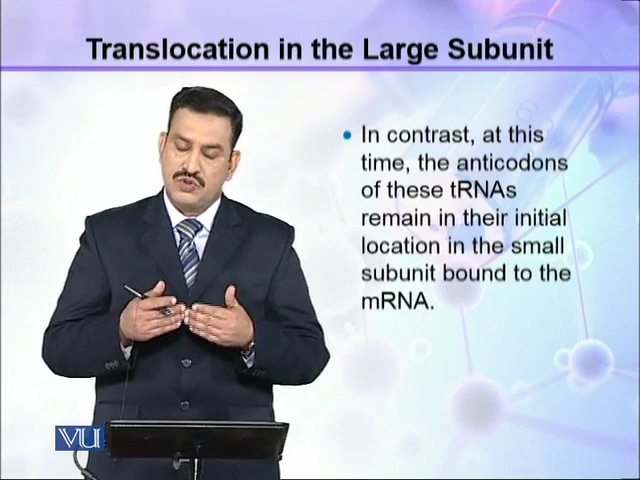 Translocation in the Large Subunit
• In contrast, at this
time, the anticodons
of these tRNAs
remain in their initial
location in the small
subunit bound to the
mRNA.
VU